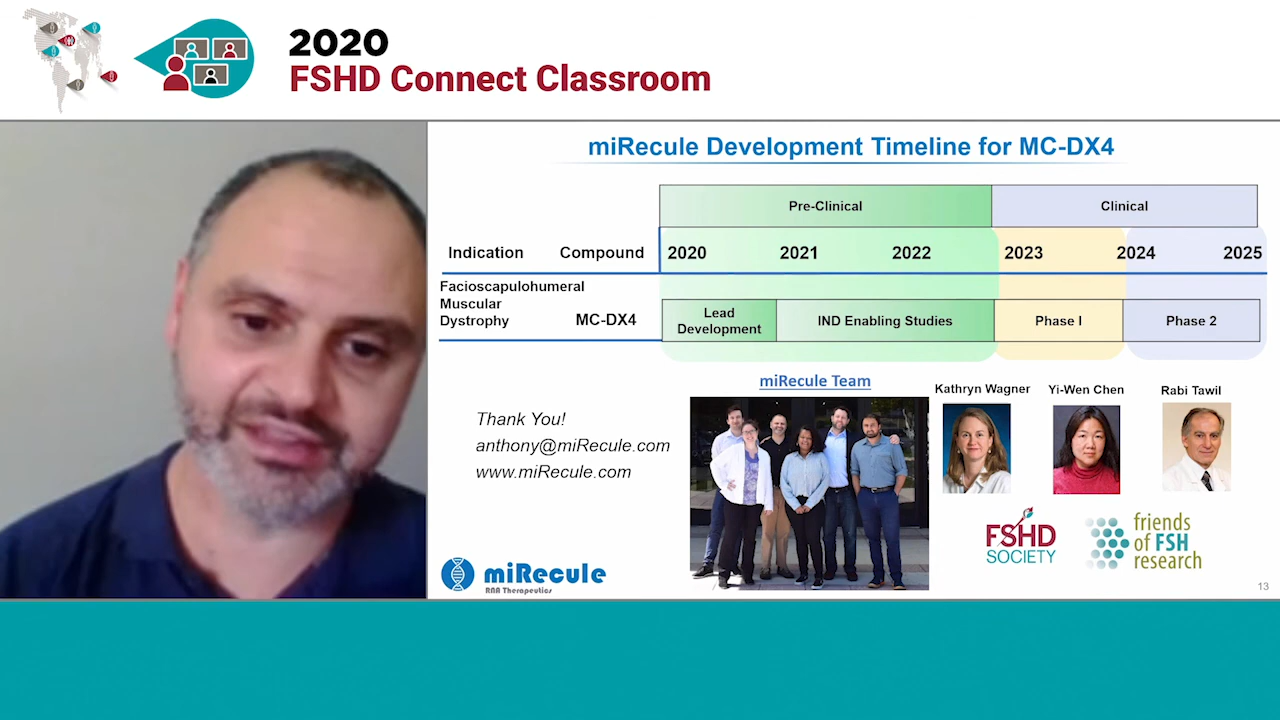 2020
FSHD Connect Classroom
miRecule Development Timeline for MC-DX4
Pre-Clinical
Clinical
Indication Compound 2020 2021 2022 2023 2024 2025
Facioscapulohumeral
Muscular
Dystrophy
MC-DX4
Lead
Development
IND Enabling Studies
Phase I
Phase 2
miRecule Team
Kathryn Wagner
Yi-Wen Chen
Rabi Tawil
Thank You!
anthony@miRecule.com
www.miRecule.com
FSHD
SOCIETY
friends
of FSH
research
miRecule
RNA Therapeutics
13